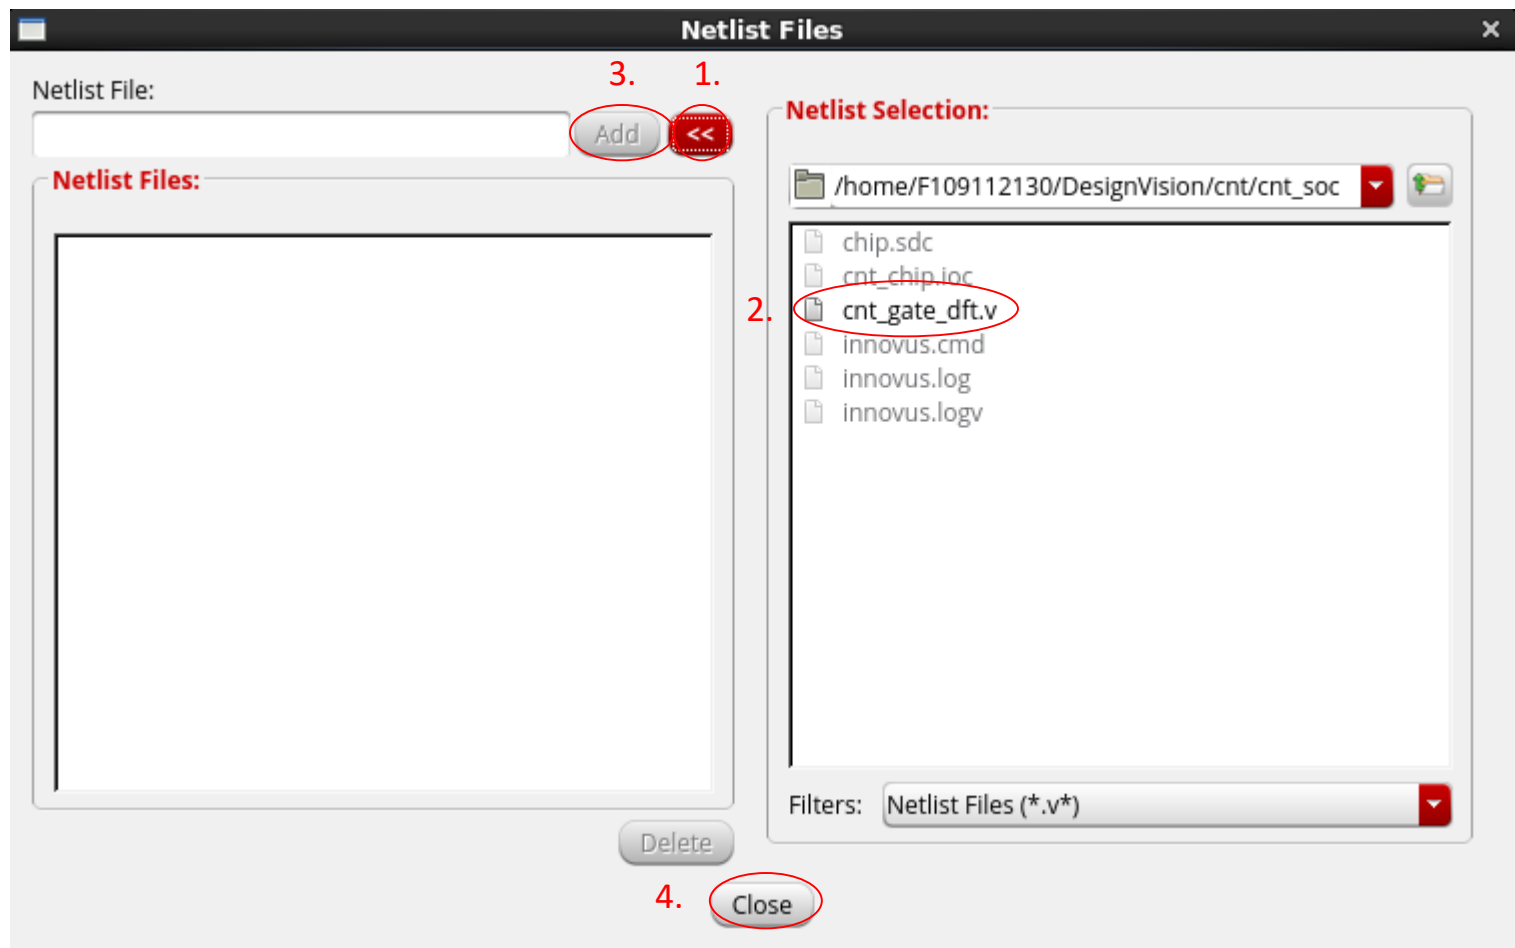 Netlist Files
3. 1.
Netlist File:
Add <<
Netlist Files:
Netlist Selection:
/home/F109112130/DesignVision/cnt/cnt_soc
chip.sdc
cnt_chip.ioc
2. cnt_gate_dft.v
innovus.cmd
innovus.log
innovus.logv
Filters: Netlist Files (*.v*)
Delete
4. Close